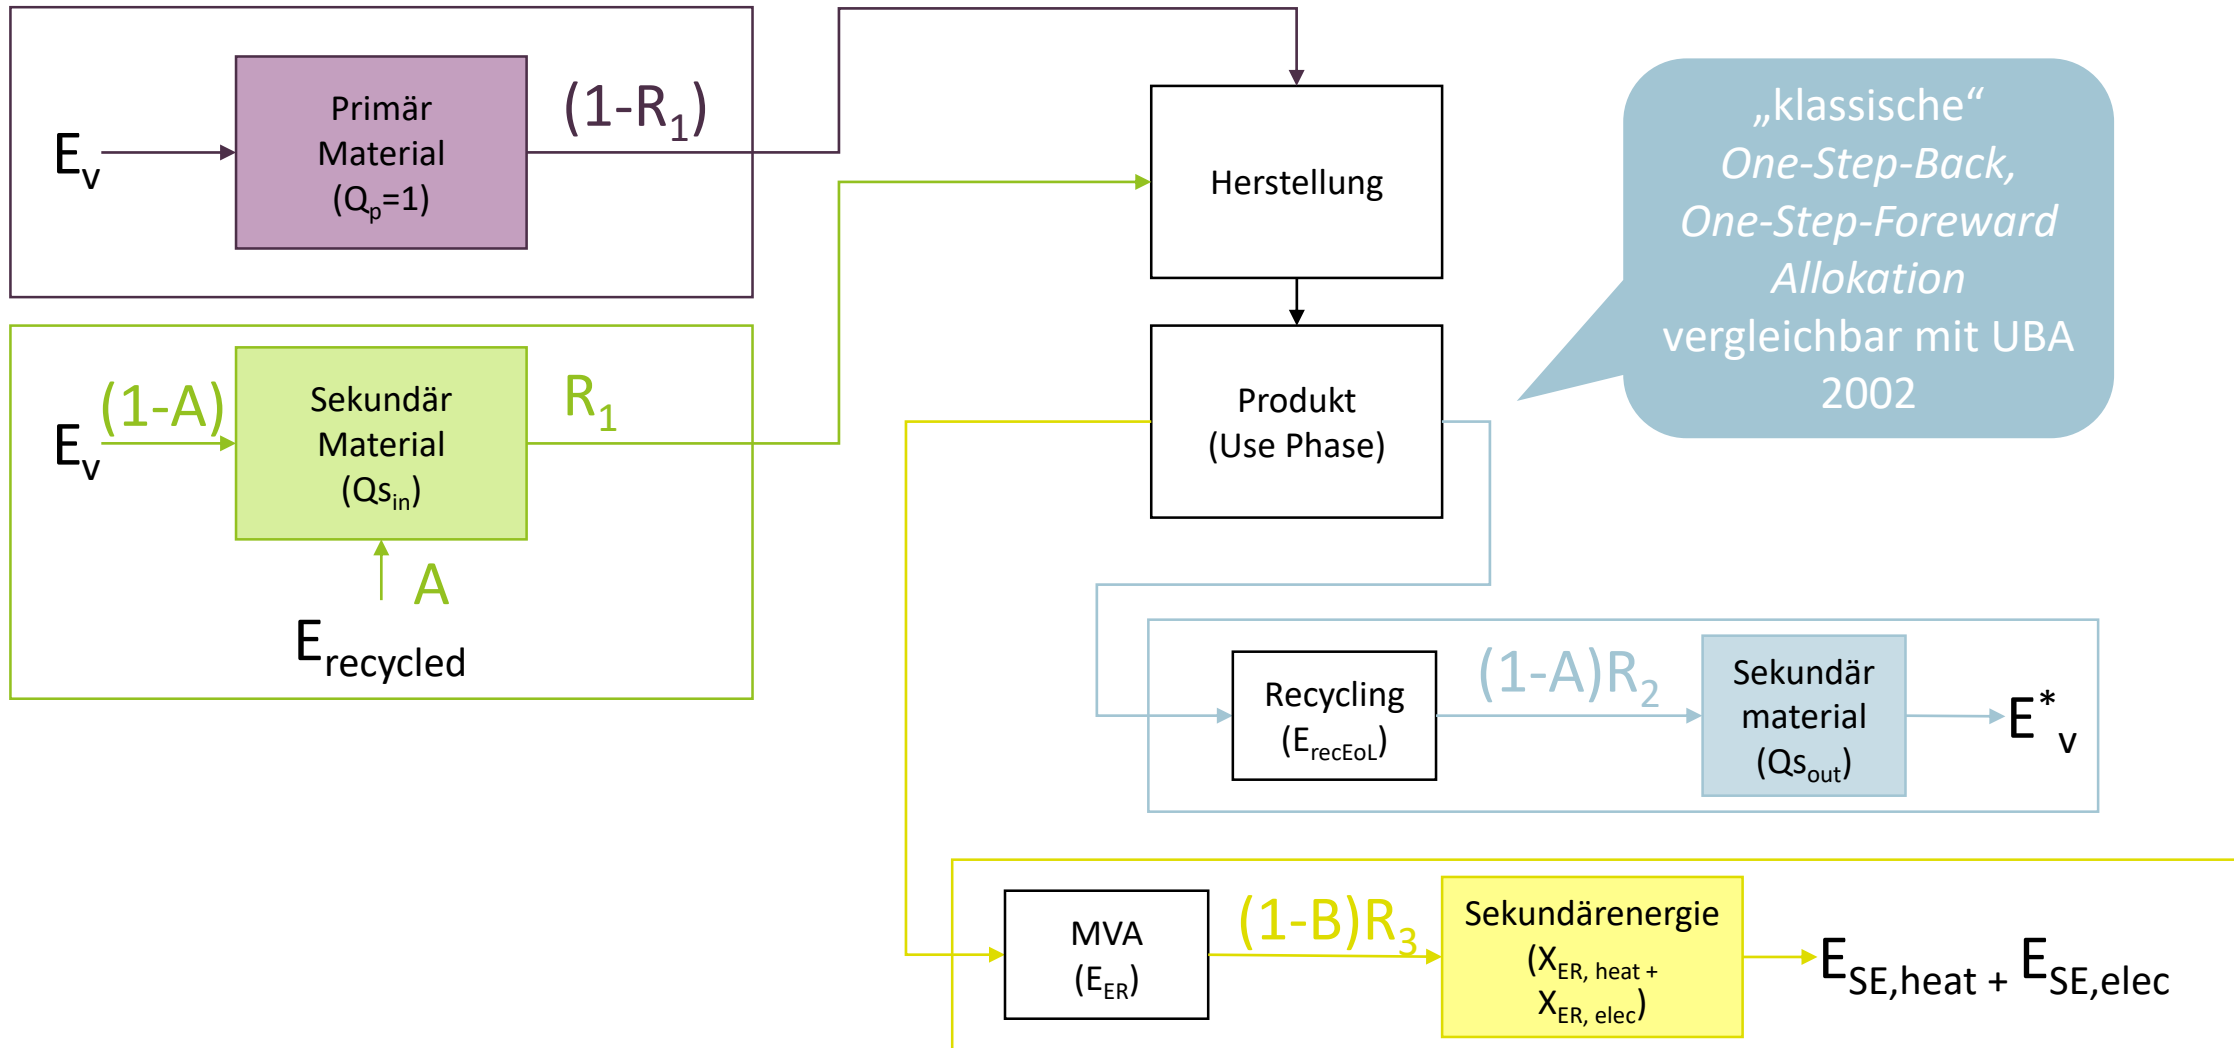 E_v
Primär
Material
(Q_p=1)
(1-R_1)
Herstellung
„klassische“
One-Step-Back,
One-Step-Foreward
Allokation
vergleichbar mit UBA
2002
E_v
(1-A)
Sekundär
Material
(Qs_in)
R_1
A
E_recycled
Produkt
(Use Phase)
Recycling
(E_recEoL)
(1-A)R_2
Sekundär
material
(Qs_out)
E*_v
MVA
(E_ER)
(1-B)R_3
Sekundärenergie
(X_ER, heat +
X_ER, elec)
E_SE,heat + E_SE,elec